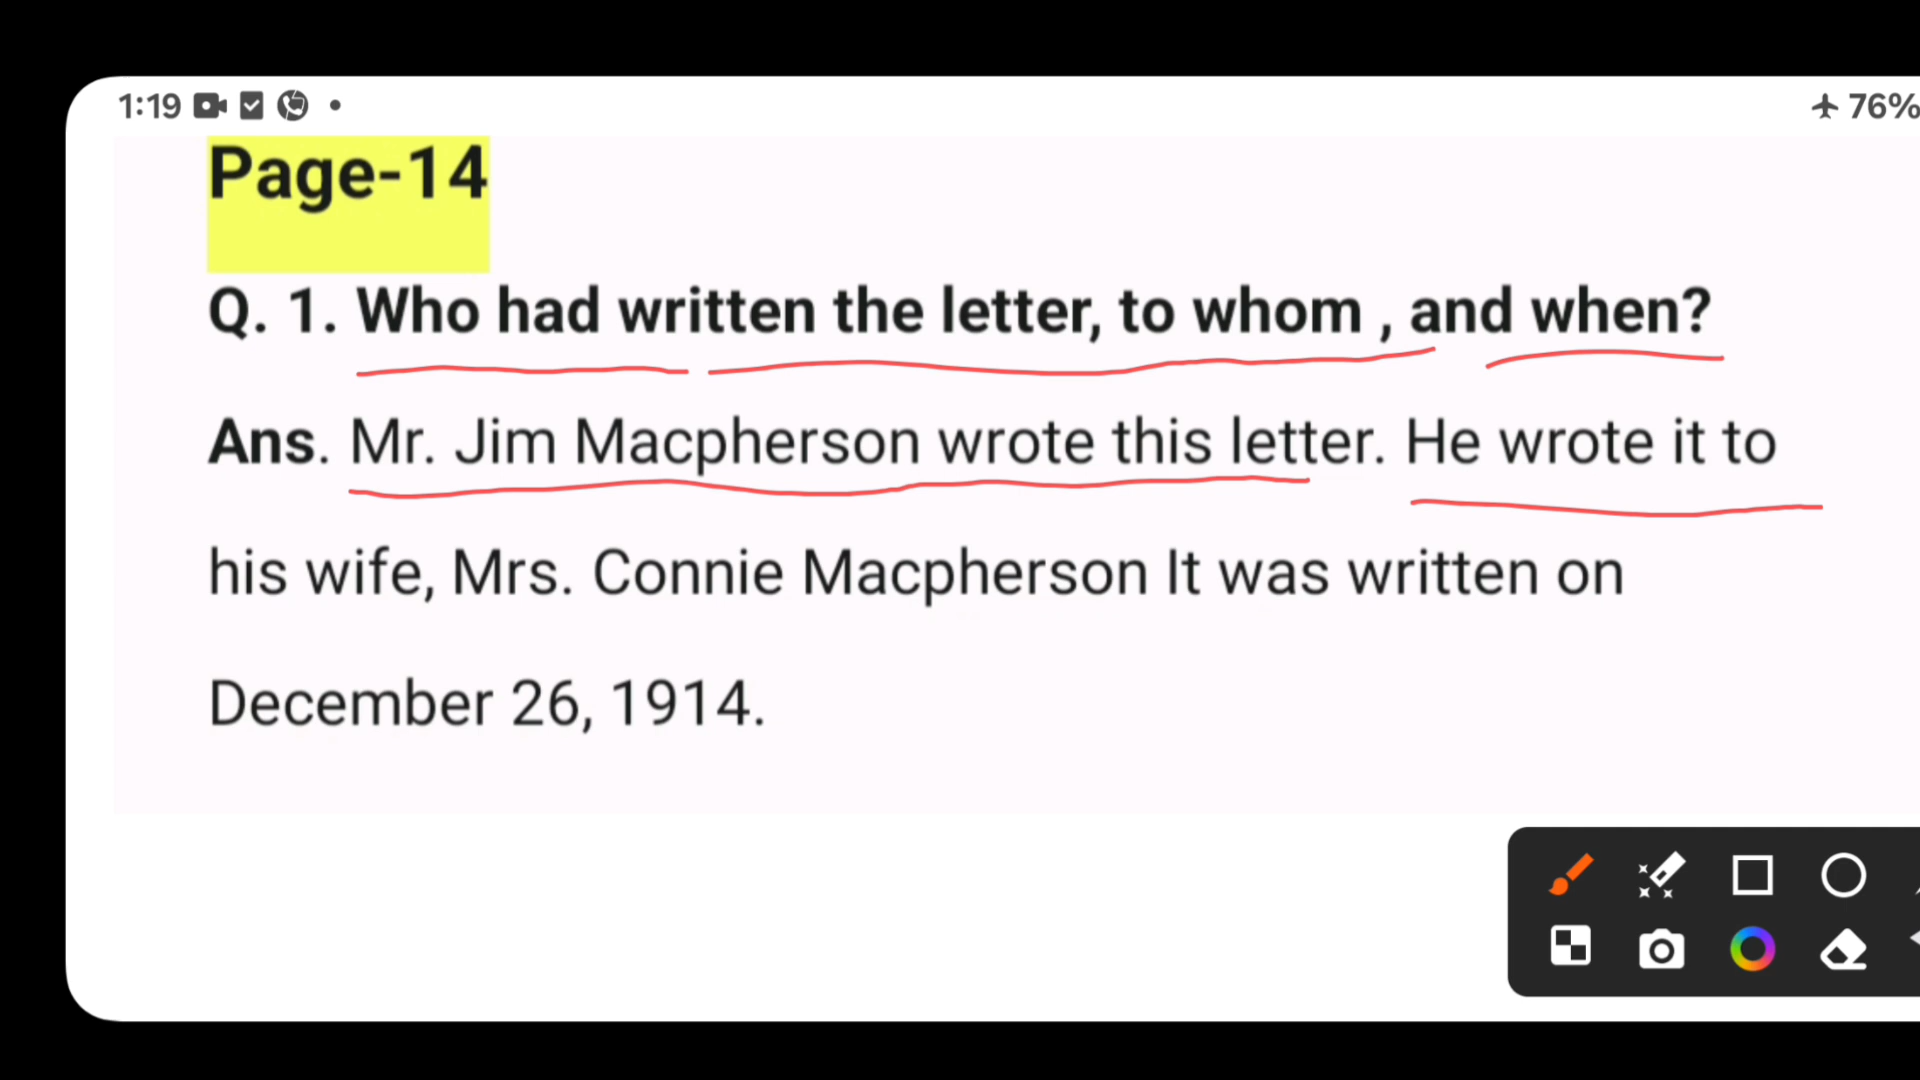 1:19
76%
Page-14
Q. 1. Who had written the letter, to whom , and when?
Ans. Mr. Jim Macpherson wrote this letter. He wrote it to
his wife, Mrs. Connie Macpherson It was written on
December 26, 1914.